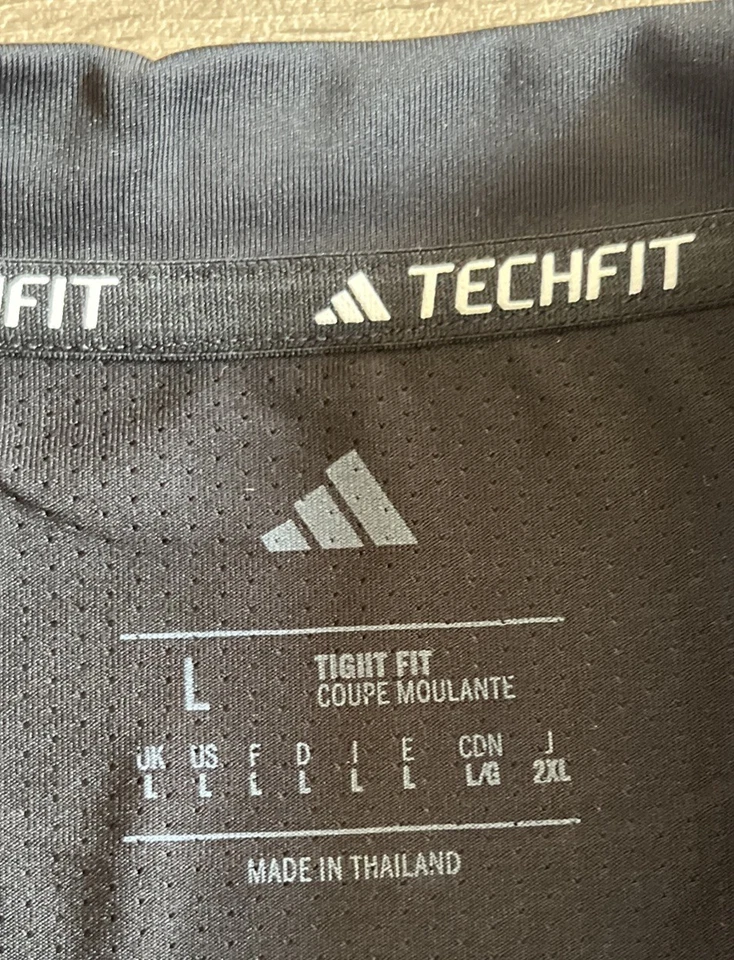 FIT TECHFIT
L TIGHT FIT
COUPE MOULANTE
UK US F D I E CDN J
L L L L L L L/G 2XL
MADE IN THAILAND